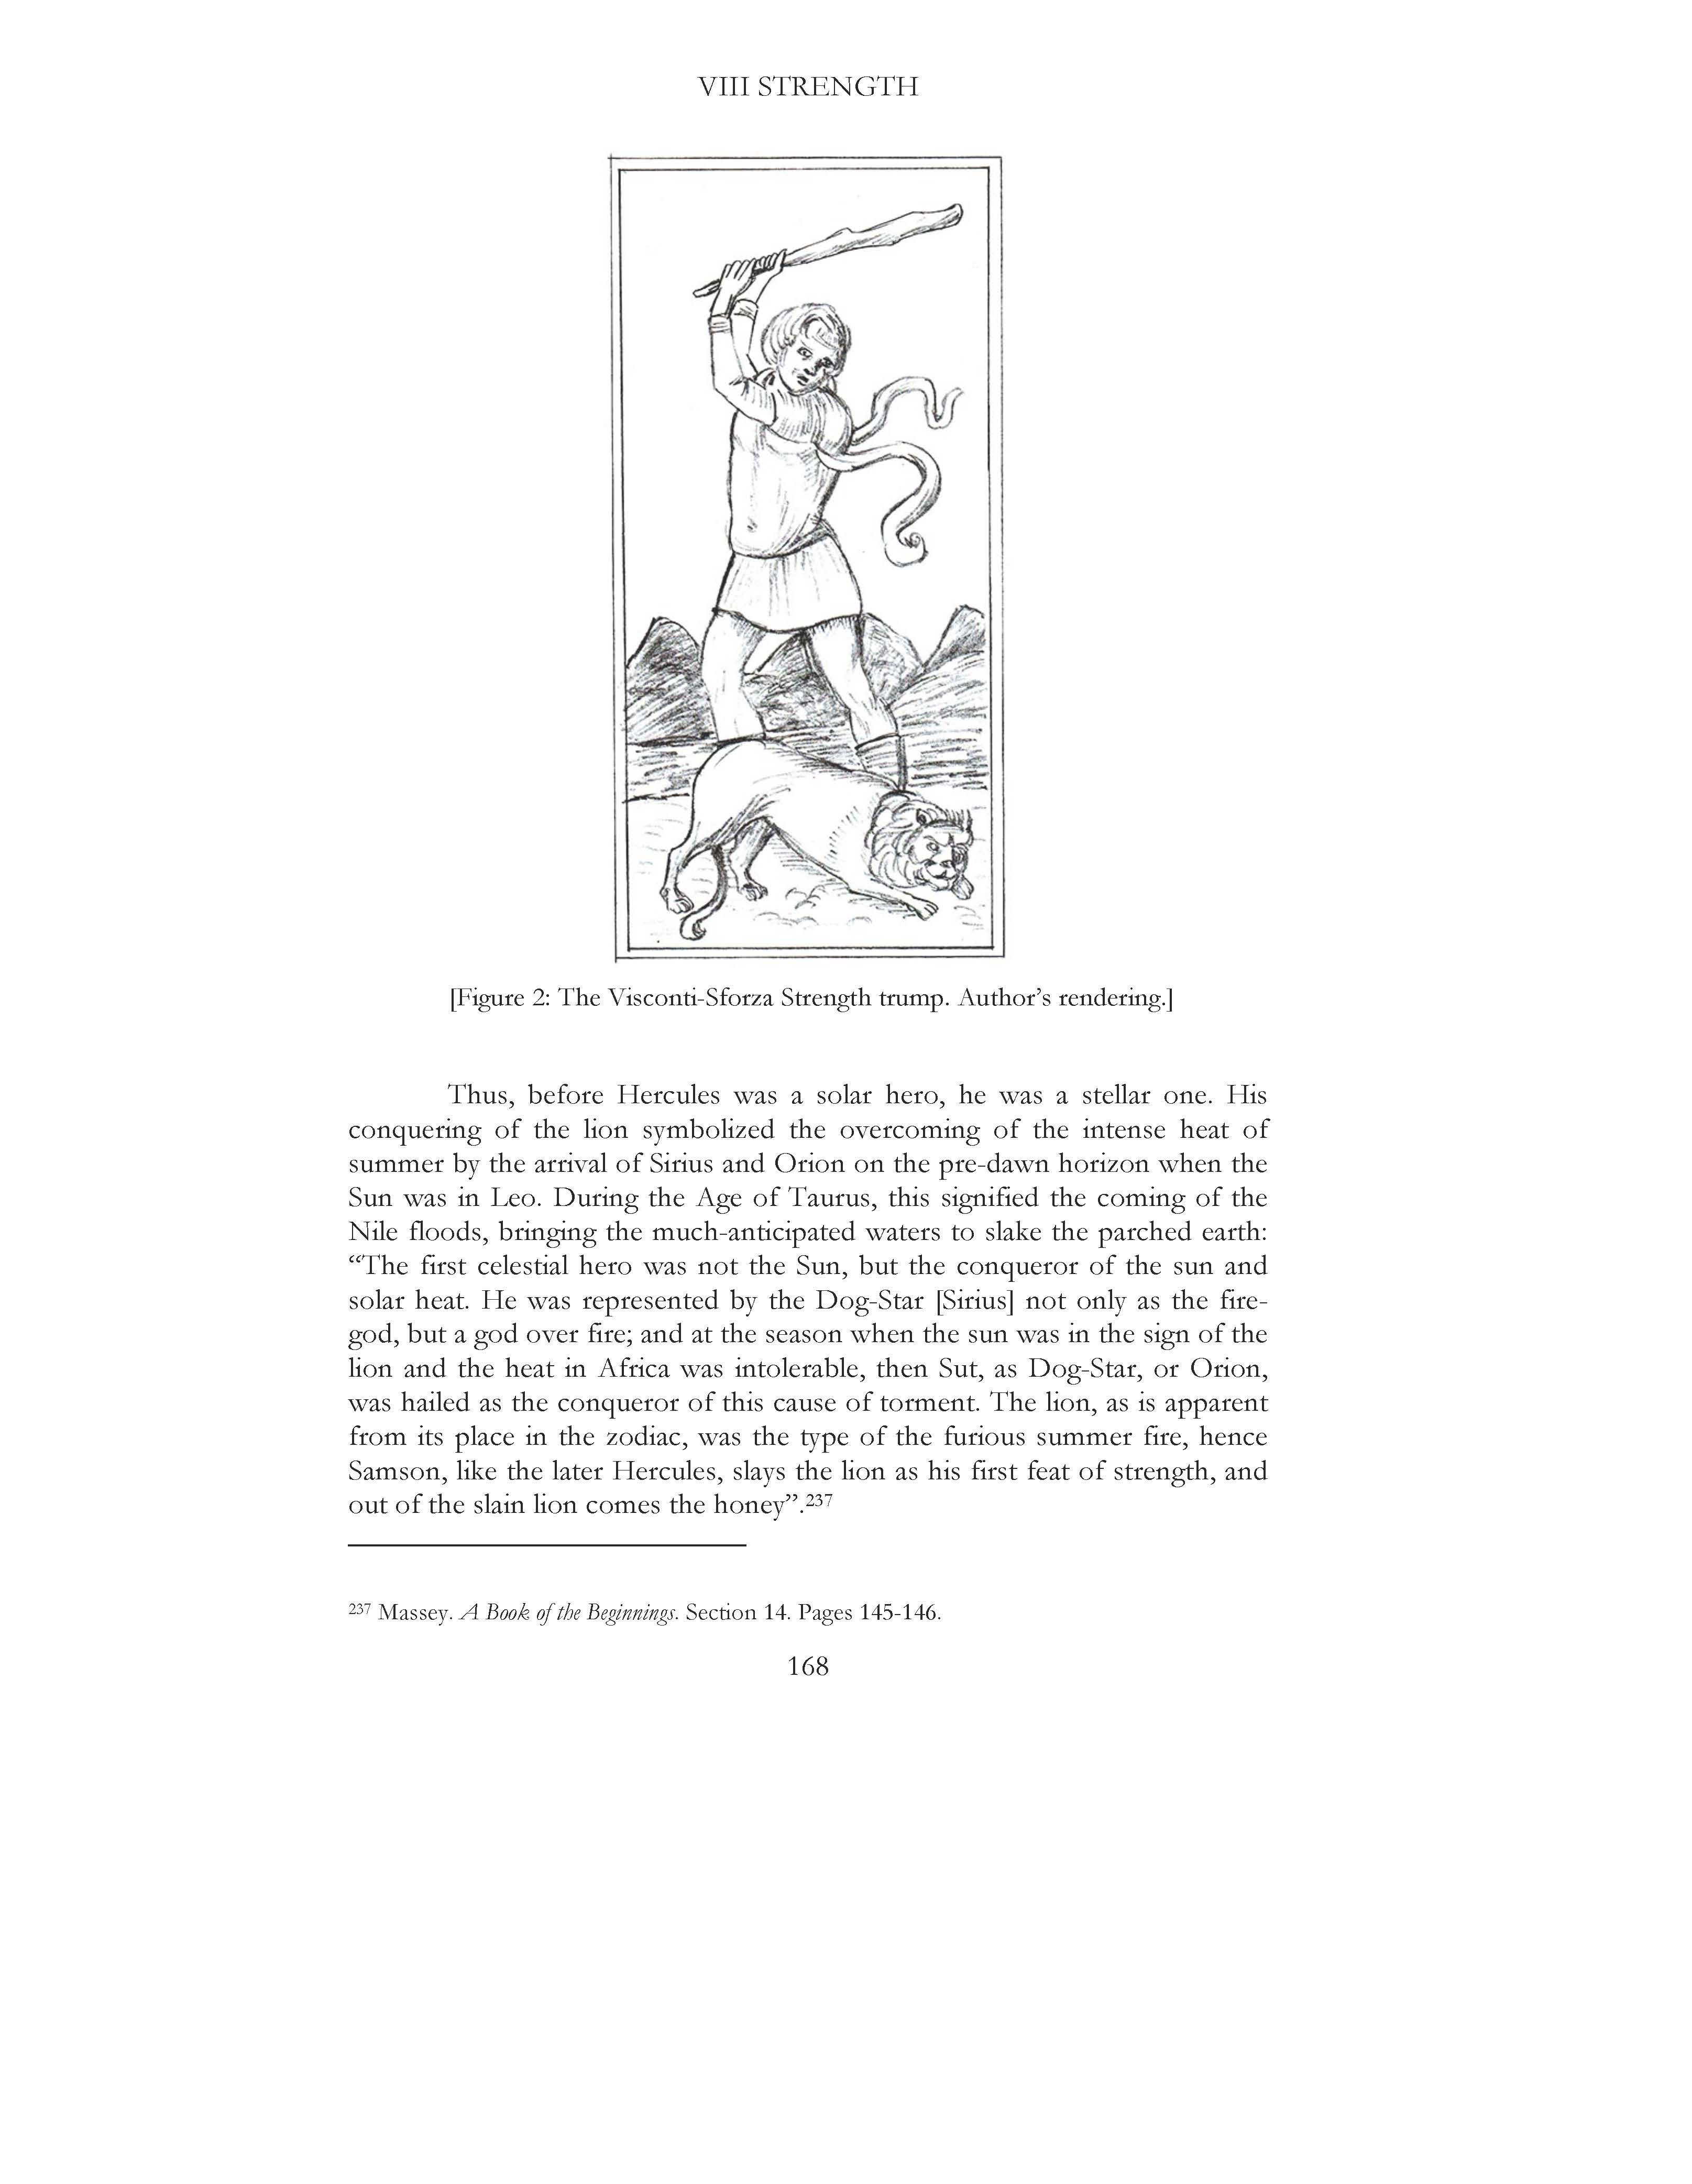 VIII STRENGTH
[Figure 2: The Visconti-Sforza Strength trump. Author’s rendering.]
Thus, before Hercules was a solar hero, he was a stellar one. His
conquering of the lion symbolized the overcoming of the intense heat of
summer by the arrival of Sirius and Orion on the pre-dawn horizon when the
Sun was in Leo. During the Age of Taurus, this signified the coming of the
Nile floods, bringing the much-anticipated waters to slake the parched earth:
“The first celestial hero was not the Sun, but the conqueror of the sun and
solar heat. He was represented by the Dog-Star [Sirius] not only as the fire-
god, but a god over fire; and at the season when the sun was in the sign of the
lion and the heat in Africa was intolerable, then Sut, as Dog-Star, or Orion,
was hailed as the conqueror of this cause of torment. The lion, as is apparent
from its place in the zodiac, was the type of the furious summer fire, hence
Samson, like the later Hercules, slays the lion as his first feat of strength, and
out of the slain lion comes the honey”.237
237 Massey. A Book of the Beginnings. Section 14. Pages 145-146.
168